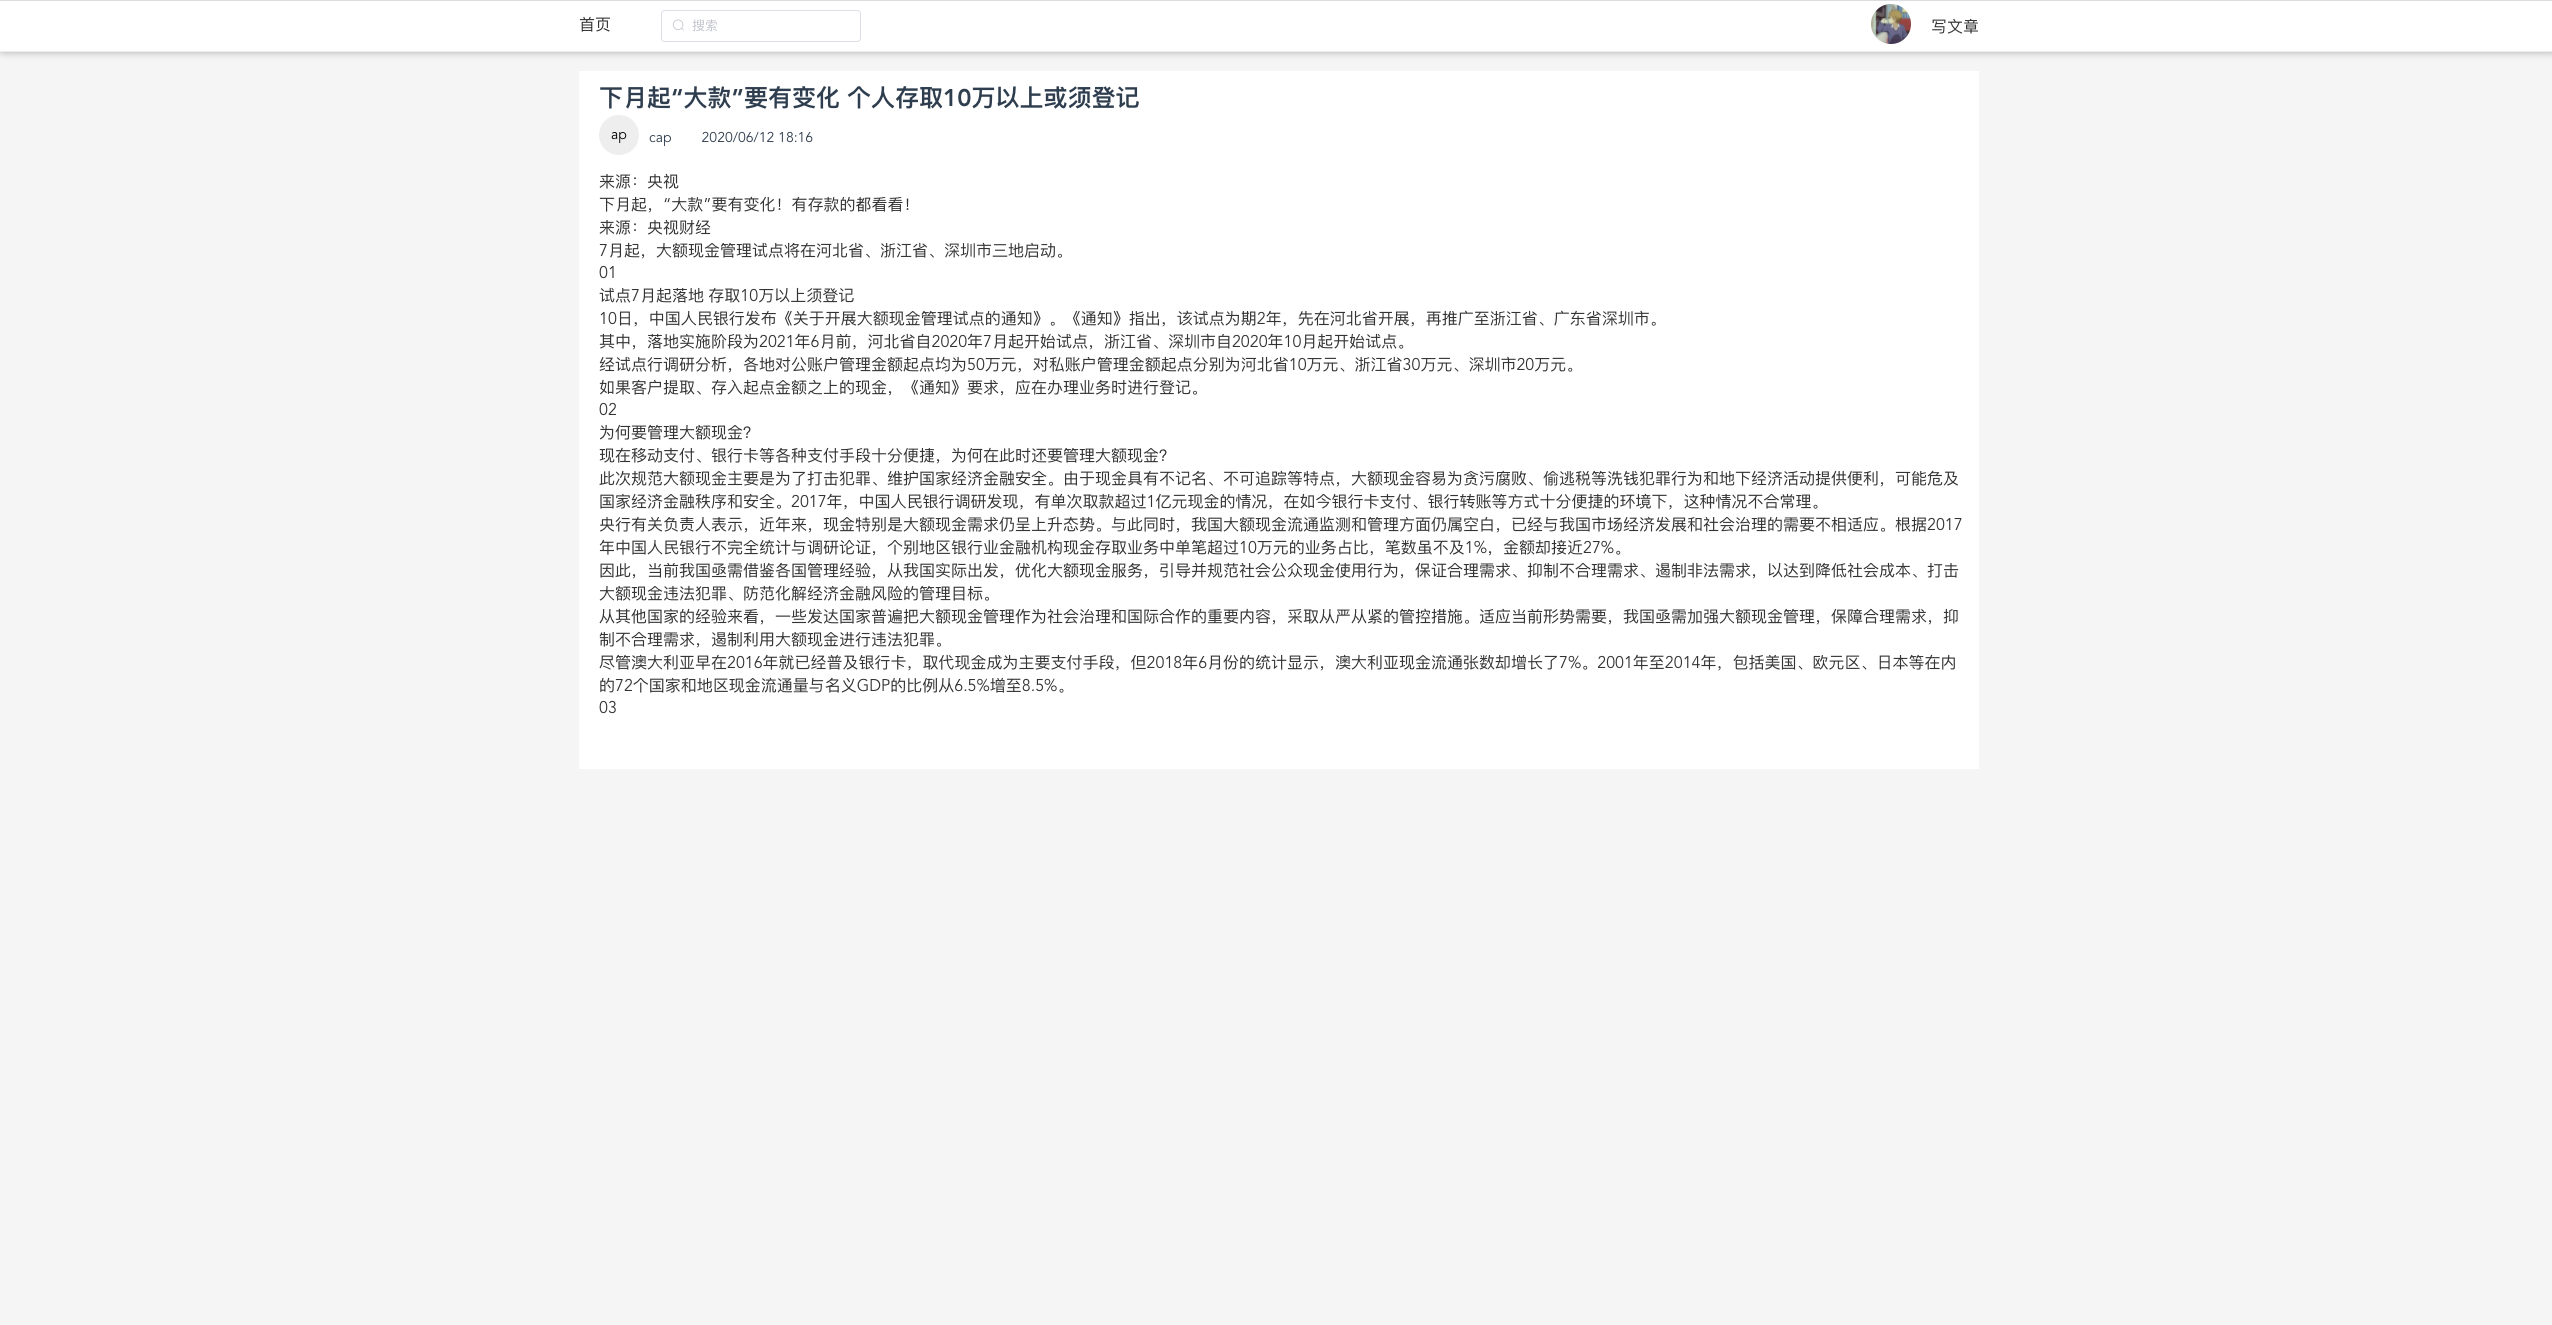 首页
搜索
写文章
下月起“大款”要有变化 个人存取10万以上或须登记
ap
cap 2020/06/12 18:16
来源：央视
下月起，“大款”要有变化！有存款的都看看！
来源：央视财经
7月起，大额现金管理试点将在河北省、浙江省、深圳市三地启动。
01
试点7月起落地 存取10万以上须登记
10日，中国人民银行发布《关于开展大额现金管理试点的通知》。《通知》指出，该试点为期2年，先在河北省开展，再推广至浙江省、广东省深圳市。
其中，落地实施阶段为2021年6月前，河北省自2020年7月起开始试点，浙江省、深圳市自2020年10月起开始试点。
经试点行调研分析，各地对公账户管理金额起点均为50万元，对私账户管理金额起点分别为河北省10万元、浙江省30万元、深圳市20万元。
如果客户提取、存入起点金额之上的现金，《通知》要求，应在办理业务时进行登记。
02
为何要管理大额现金？
现在移动支付、银行卡等各种支付手段十分便捷，为何在此时还要管理大额现金？
此次规范大额现金主要是为了打击犯罪、维护国家经济金融安全。由于现金具有不记名、不可追踪等特点，大额现金容易为贪污腐败、偷逃税等洗钱犯罪行为和地下经济活动提供便利，可能危及
国家经济金融秩序和安全。2017年，中国人民银行调研发现，有单次取款超过1亿元现金的情况，在如今银行卡支付、银行转账等方式十分便捷的环境下，这种情况不合常理。
央行有关负责人表示，近年来，现金特别是大额现金需求仍呈上升态势。与此同时，我国大额现金流通监测和管理方面仍属空白，已经与我国市场经济发展和社会治理的需要不相适应。根据2017
年中国人民银行不完全统计与调研论证，个别地区银行业金融机构现金存取业务中单笔超过10万元的业务占比，笔数虽不及1%，金额却接近27%。
因此，当前我国亟需借鉴各国管理经验，从我国实际出发，优化大额现金服务，引导并规范社会公众现金使用行为，保证合理需求、抑制不合理需求、遏制非法需求，以达到降低社会成本、打击
大额现金违法犯罪、防范化解经济金融风险的管理目标。
从其他国家的经验来看，一些发达国家普遍把大额现金管理作为社会治理和国际合作的重要内容，采取从严从紧的管控措施。适应当前形势需要，我国亟需加强大额现金管理，保障合理需求，抑
制不合理需求，遏制利用大额现金进行违法犯罪。
尽管澳大利亚早在2016年就已经普及银行卡，取代现金成为主要支付手段，但2018年6月份的统计显示，澳大利亚现金流通张数却增长了7%。2001年至2014年，包括美国、欧元区、日本等在内
的72个国家和地区现金流通量与名义GDP的比例从6.5%增至8.5%。
03